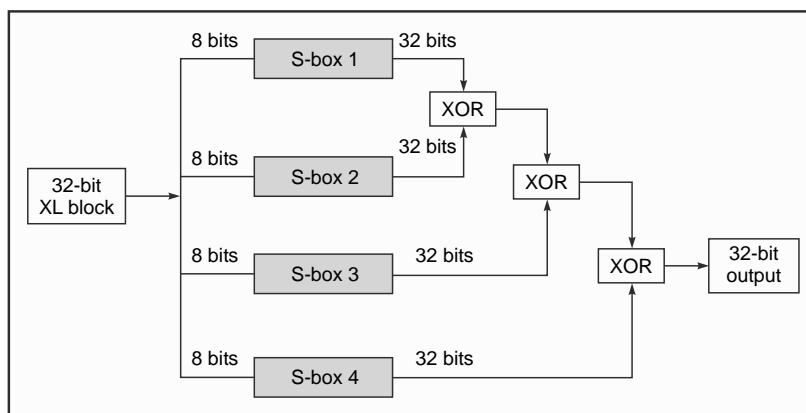 8 bits
S-box 1
32 bits
XOR
8 bits
S-box 2
32 bits
32-bit
XL block
XOR
8 bits
S-box 3
32 bits
XOR
32-bit
output
8 bits
S-box 4
32 bits